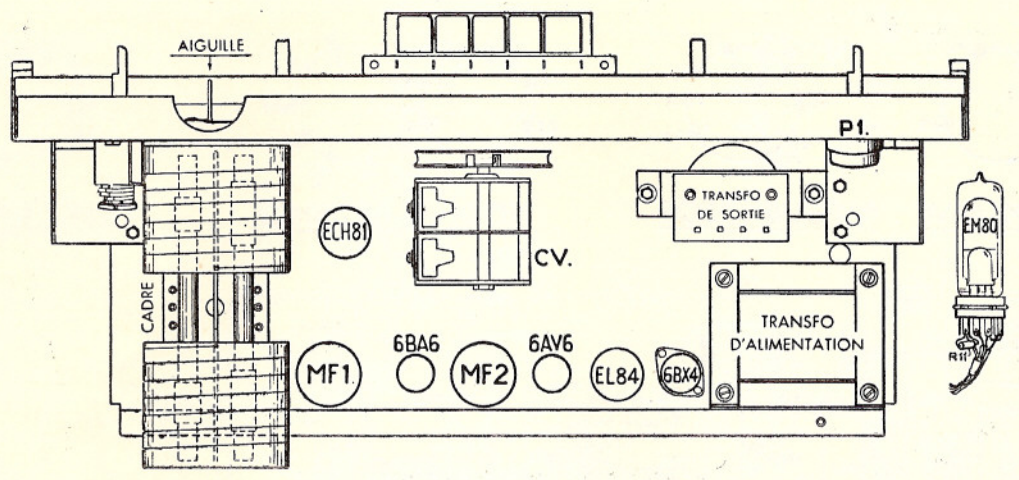 AIGUILLE
P1.
ECH81
TRANSFO
DE SORTIE
EM80
CV.
CADRE
TRANSFO
D'ALIMENTATION
6BA6
6AV6
R11
MF1.
MF2
EL84
6BX4